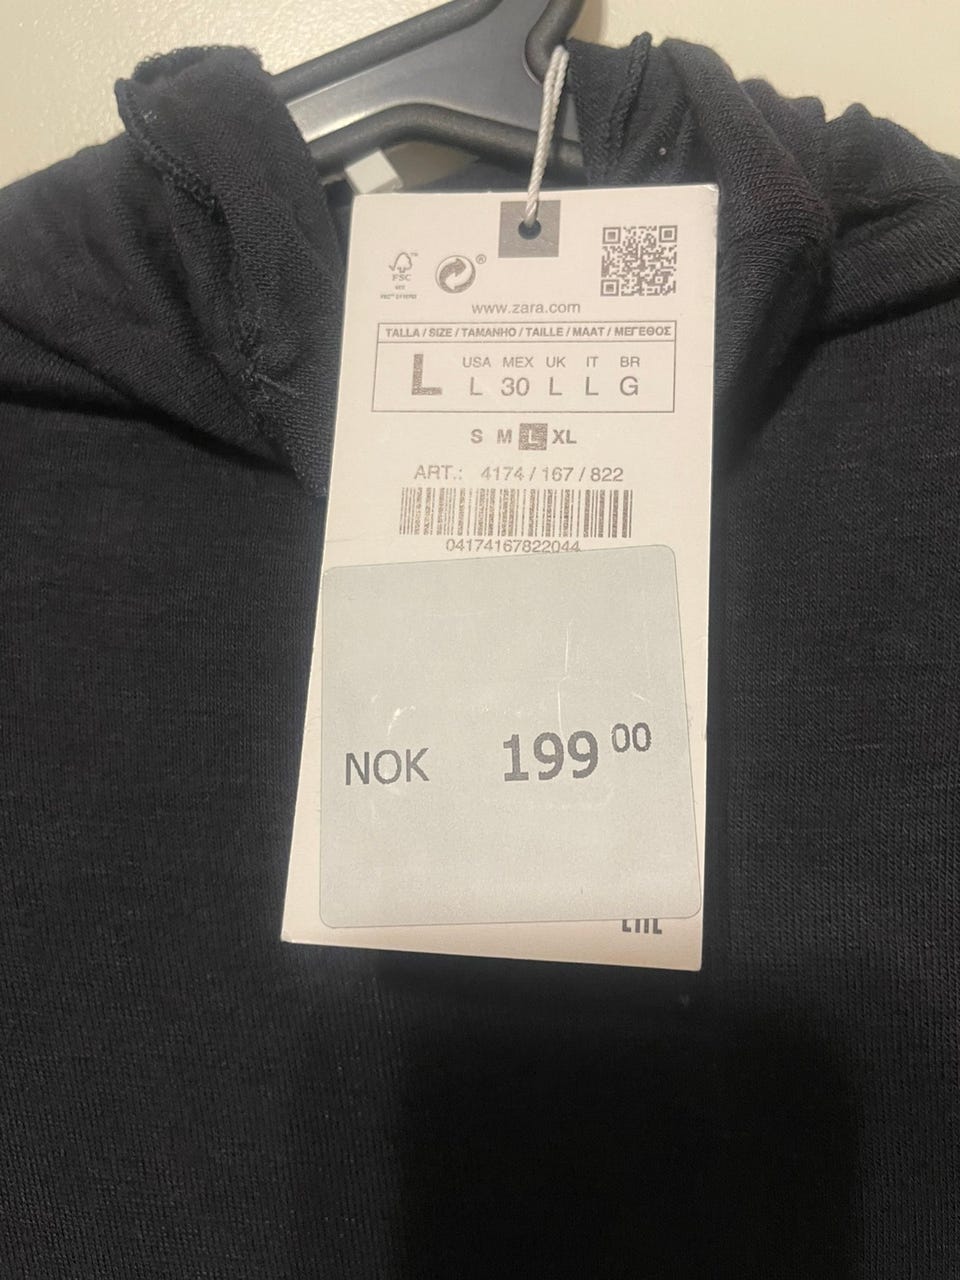 FSC
www.zara.com
TALLA / SIZE / TAMANHO / TAILLE / MAAT / ΜΕΓΕΘΟΣ
L
USA MEX UK IT BR
L 30 L L G
S M L XL
ART.: 4174 / 167 / 822
04174167822044
NOK 199 00